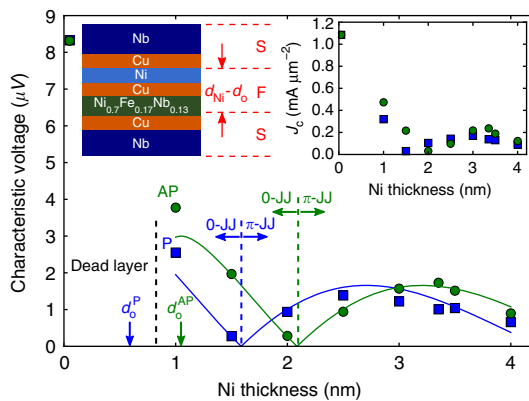 Characteristic voltage (μV)
9
8
7
6
5
4
3
2
1
0
0
1
2
3
4
Ni thickness (nm)
Nb
Cu
Ni
Cu
Ni0.7Fe0.17Nb0.13
Cu
Nb
S
dNi-do F
S
Jc (mA μm−2)
1.2
1.0
0.8
0.6
0.4
0.2
0.0
0
1
2
3
4
Ni thickness (nm)
AP
P
0-JJ π-JJ
0-JJ π-JJ
Dead layer
doP
doAP